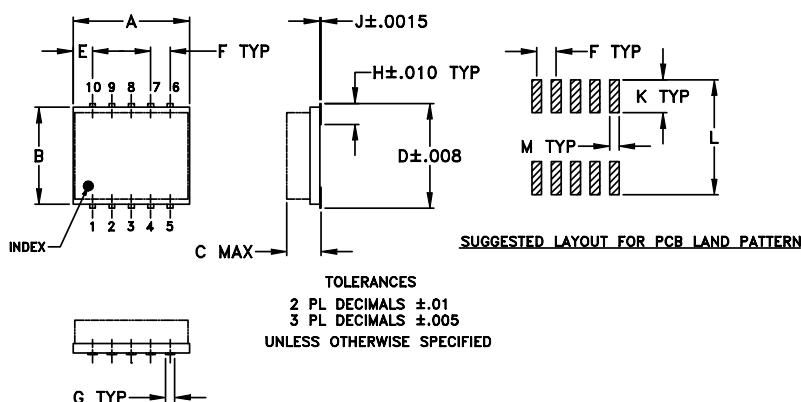 A
J±.0015
E
F TYP
F TYP
H±.010 TYP
10 9 8 7 6
K TYP
B
D±.008
M TYP
L
INDEX
1 2 3 4 5
C MAX
SUGGESTED LAYOUT FOR PCB LAND PATTERN
TOLERANCES
2 PL DECIMALS ±.01
3 PL DECIMALS ±.005
UNLESS OTHERWISE SPECIFIED
G TYP